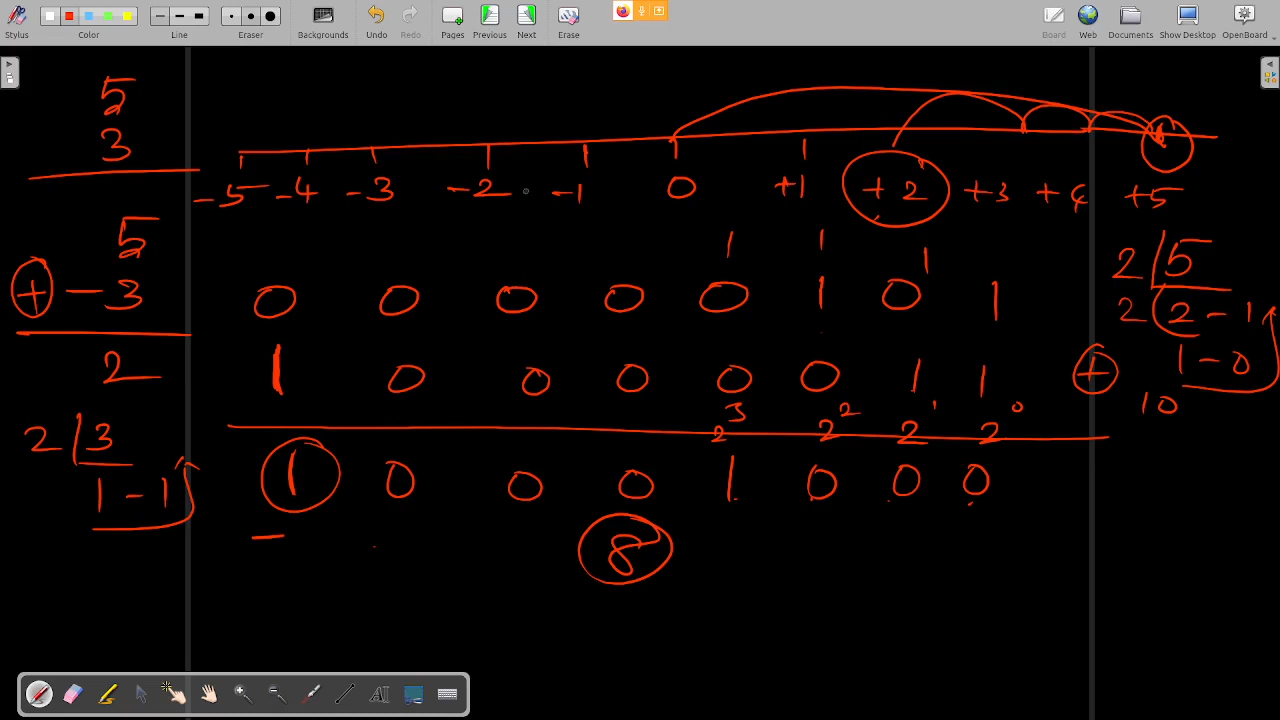 Stylus Color Line Eraser Backgrounds Undo Redo Pages Previous Next Erase Board Web Documents Show Desktop OpenBoard
5
3
-5 -4 -3 -2 -1 0 +1 +2 +3 +4 +5
5
+ -3
2
1 1 1
0 0 0 0 0 1 0 1
1 0 0 0 0 0 1 1 +
2³ 2² 2¹ 2⁰
1 0 0 0 1 0 0 0
- 8
2 5
2 2 - 1
1 - 0
10
2 3
1 - 1